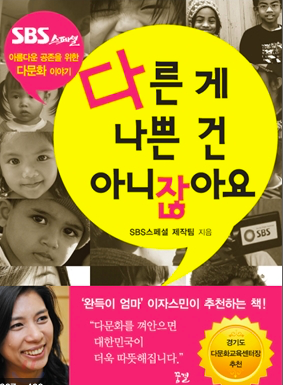 SBS 스페셜
아름다운 공존을 위한
다문화 이야기
다른 게
나쁜 건
아니잖아요
SBS스페셜 제작팀 지음
SBS
'완득이 엄마' 이자스민이 추천하는 책!
"다문화를 껴안으면
대한민국이
더욱 따뜻해집니다."
경기도
다문화교육센터장
추천
꿈결